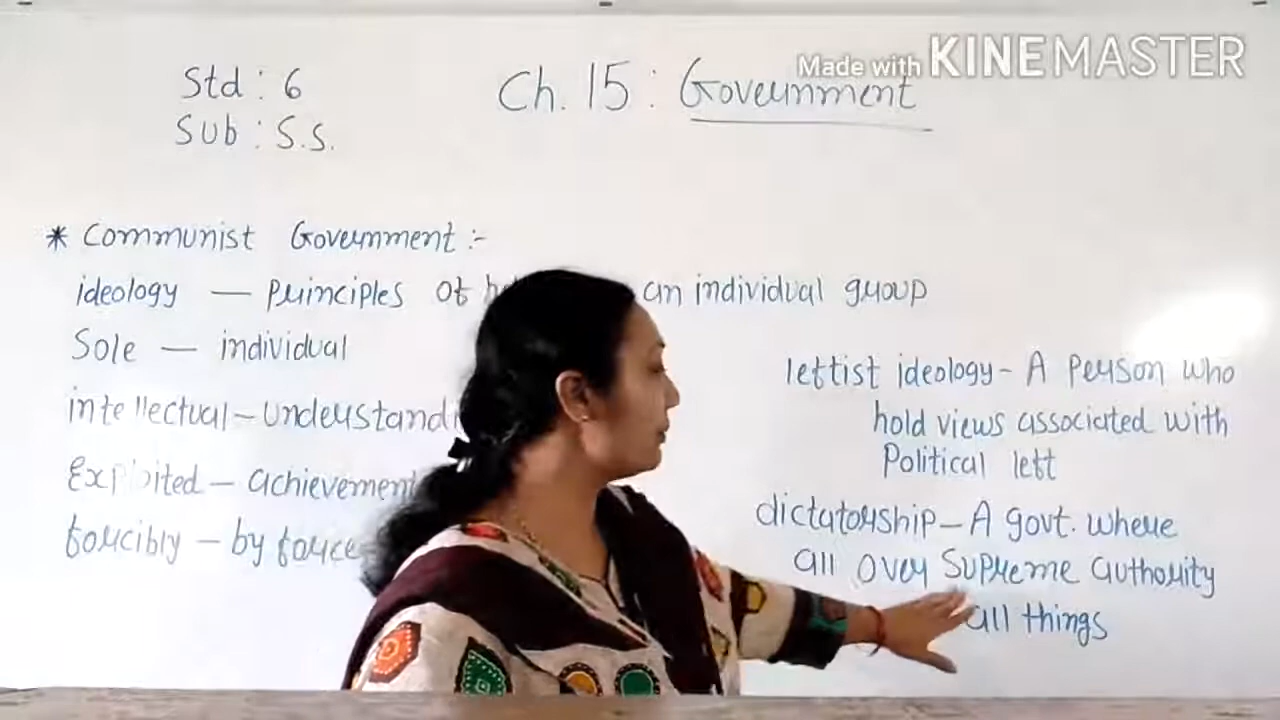 Made with KINEMASTER
Std : 6
Ch. 15 : Government
Sub : S.S.
* Communist Government :-
ideology — Principles of an individual group
Sole — individual
intellectual — understandi
Exploited — achievement
forcibly — by force
leftist ideology - A Person who
hold views associated with
Political left
dictatorship — A govt. where
all over Supreme authority
all things